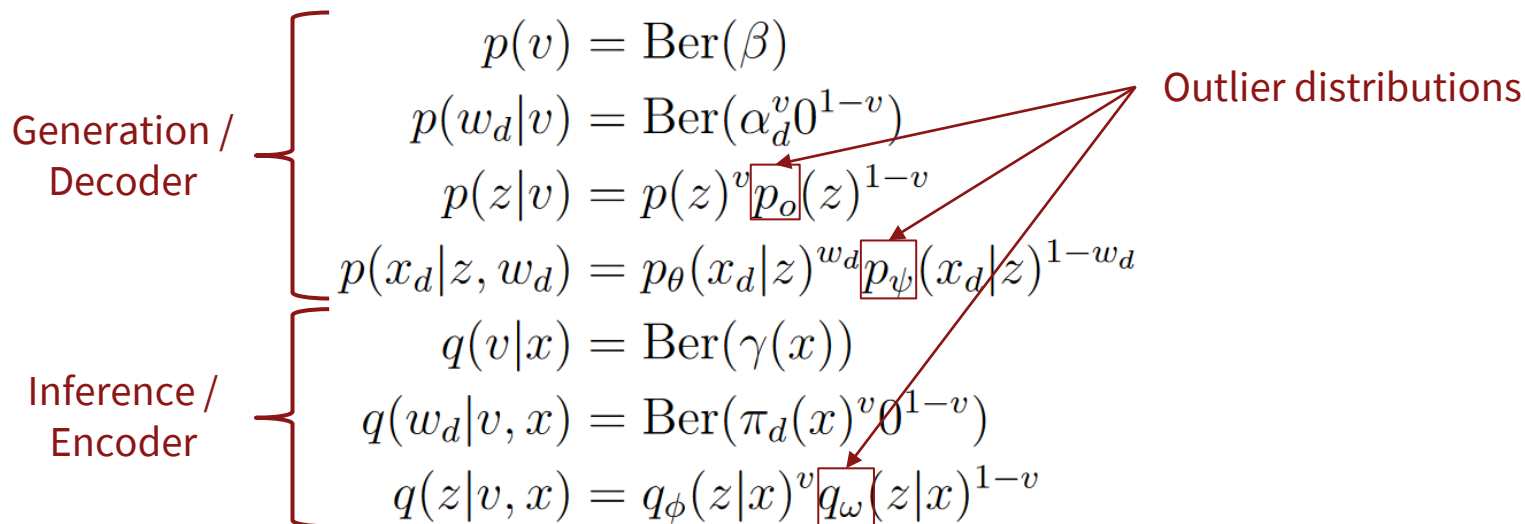 p(v) = Ber(β)
Outlier distributions
p(w_d|v) = Ber(α_d^v 0^{1−v})
Generation /
Decoder
p(z|v) = p(z)^v p_o(z)^{1−v}
p(x_d|z, w_d) = p_θ(x_d|z)^{w_d} p_ψ(x_d|z)^{1−w_d}
q(v|x) = Ber(γ(x))
Inference /
Encoder
q(w_d|v, x) = Ber(π_d(x)^v 0^{1−v})
q(z|v, x) = q_ϕ(z|x)^v q_ω(z|x)^{1−v}